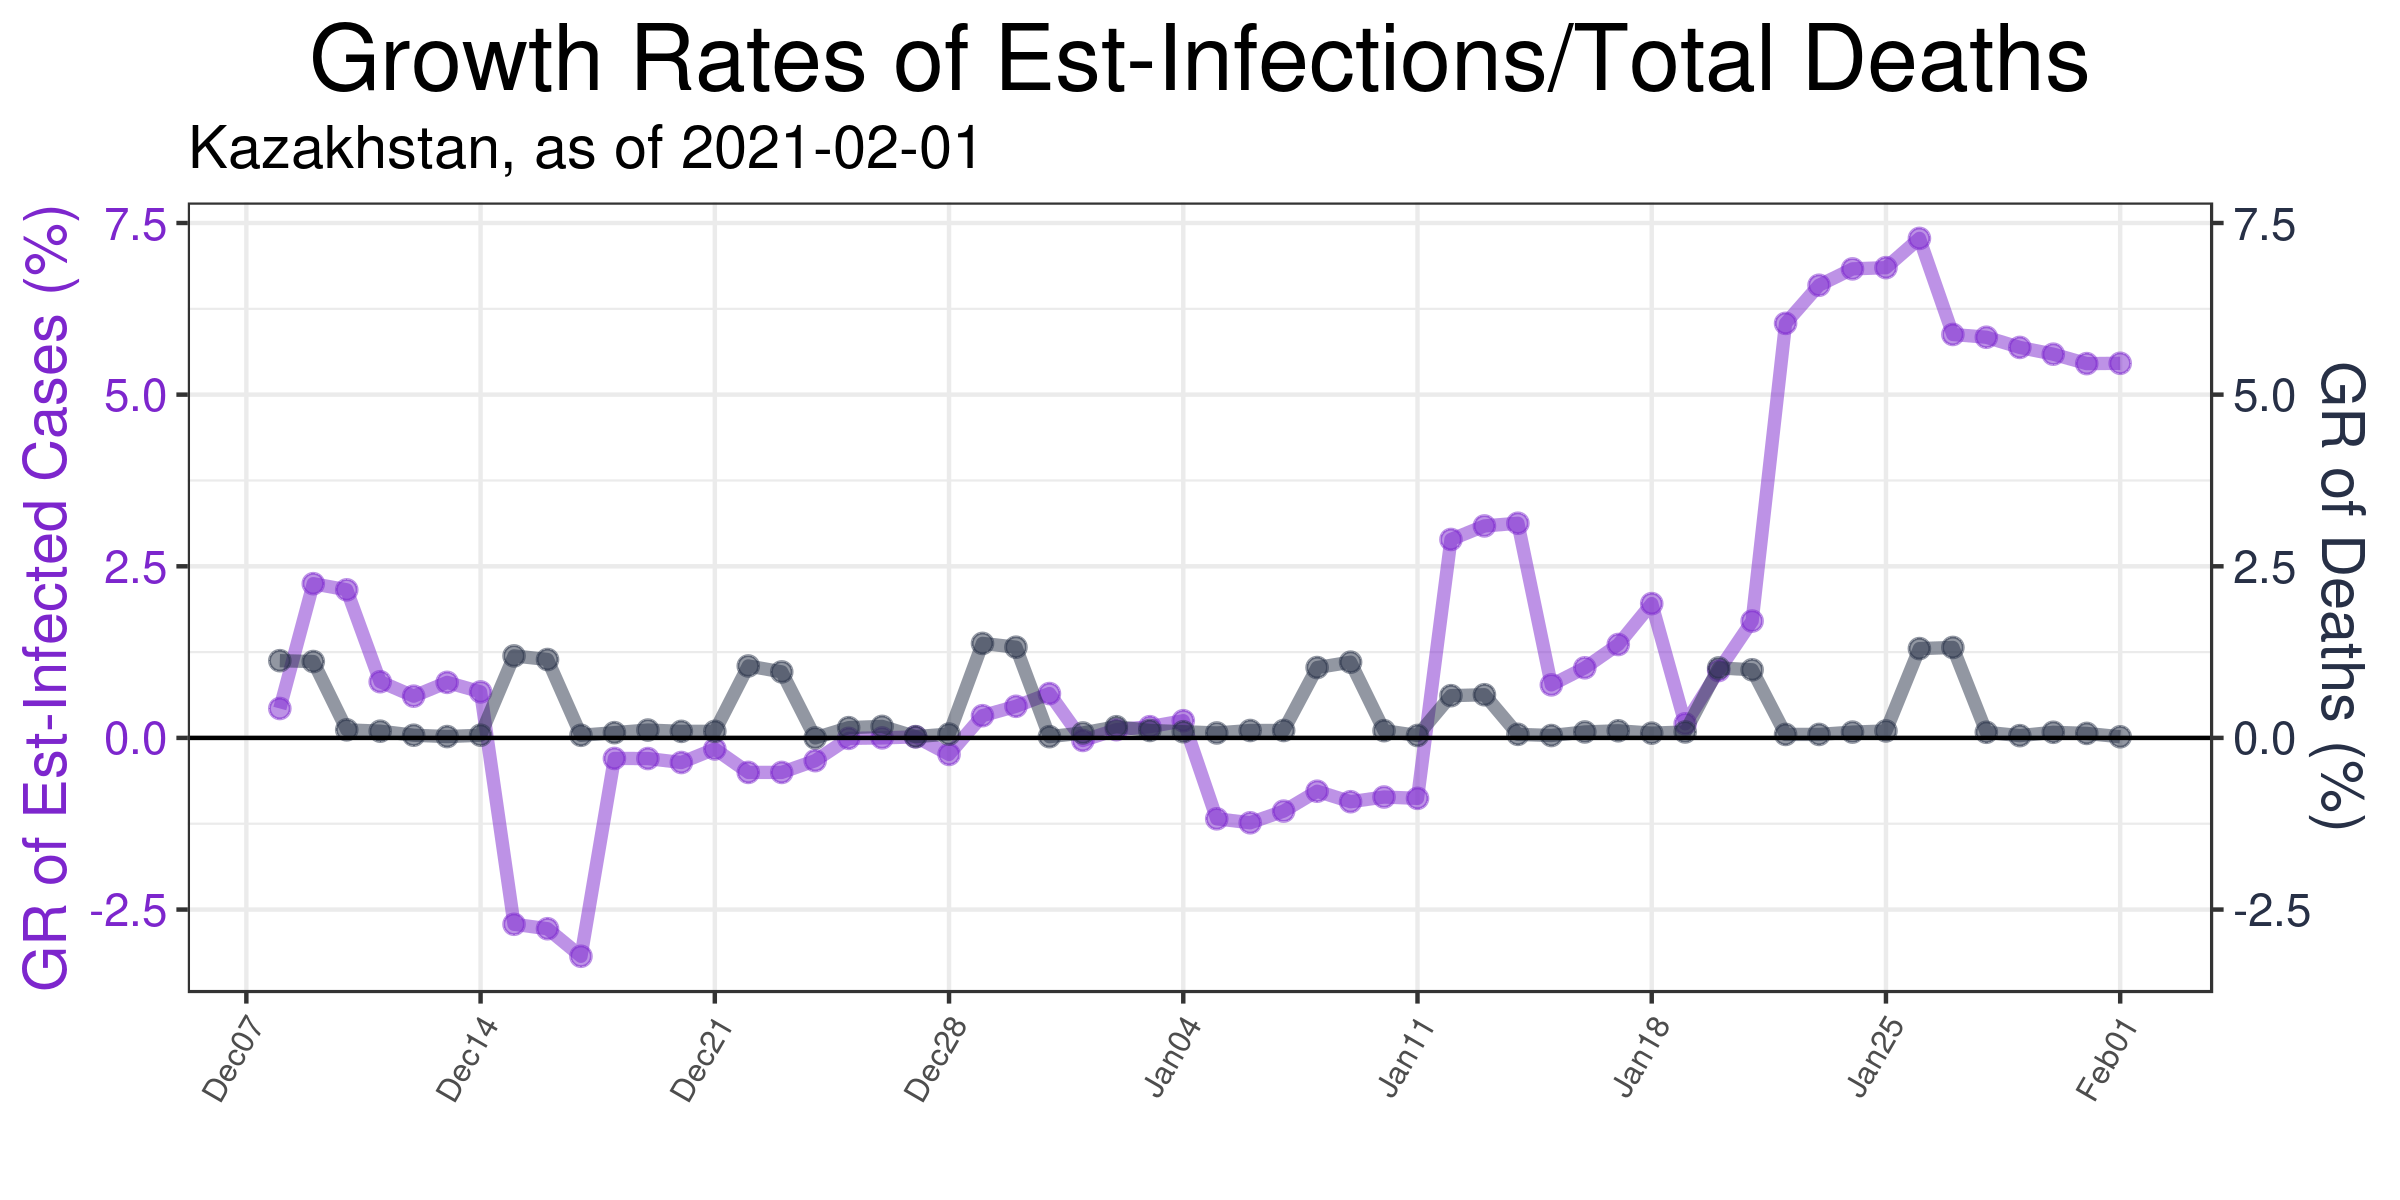 Growth Rates of Est-Infections/Total Deaths
Kazakhstan, as of 2021-02-01
GR of Est-Infected Cases (%)
7.5
5.0
2.5
0.0
-2.5
7.5
5.0
2.5
0.0
-2.5
GR of Deaths (%)
Dec07
Dec14
Dec21
Dec28
Jan04
Jan11
Jan18
Jan25
Feb01